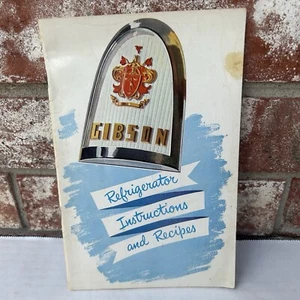 GIBSON
Refrigerator
Instructions
and Recipes